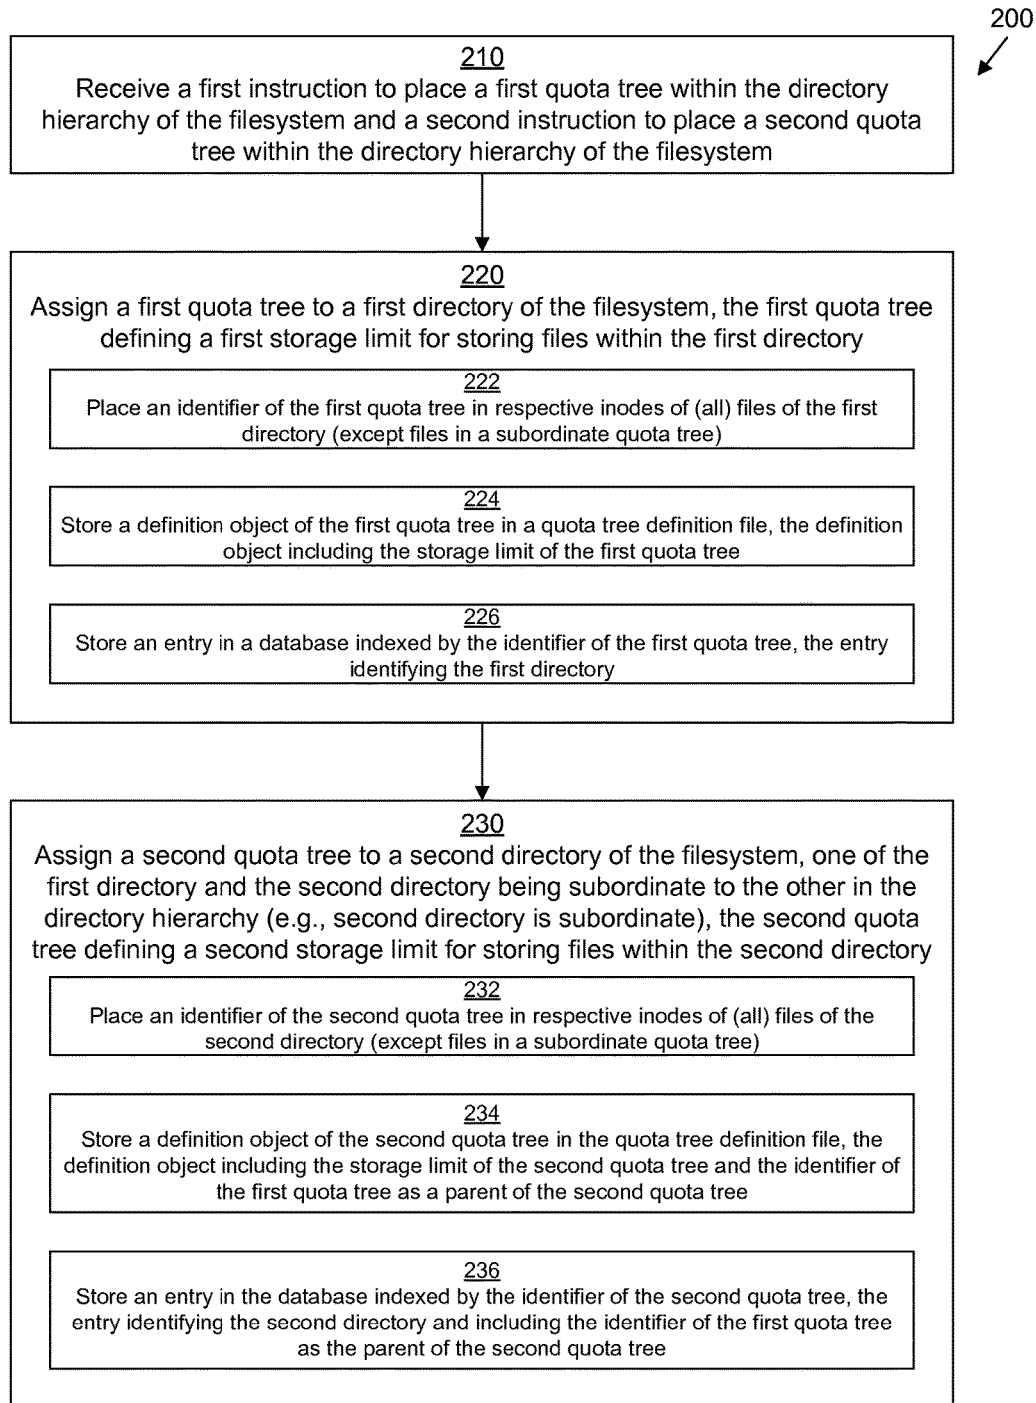 200
210
Receive a first instruction to place a first quota tree within the directory
hierarchy of the filesystem and a second instruction to place a second quota
tree within the directory hierarchy of the filesystem
220
Assign a first quota tree to a first directory of the filesystem, the first quota tree
defining a first storage limit for storing files within the first directory
222
Place an identifier of the first quota tree in respective inodes of (all) files of the first
directory (except files in a subordinate quota tree)
224
Store a definition object of the first quota tree in a quota tree definition file, the definition
object including the storage limit of the first quota tree
226
Store an entry in a database indexed by the identifier of the first quota tree, the entry
identifying the first directory
230
Assign a second quota tree to a second directory of the filesystem, one of the
first directory and the second directory being subordinate to the other in the
directory hierarchy (e.g., second directory is subordinate), the second quota
tree defining a second storage limit for storing files within the second directory
232
Place an identifier of the second quota tree in respective inodes of (all) files of the
second directory (except files in a subordinate quota tree)
234
Store a definition object of the second quota tree in the quota tree definition file, the
definition object including the storage limit of the second quota tree and the identifier of
the first quota tree as a parent of the second quota tree
236
Store an entry in the database indexed by the identifier of the second quota tree, the
entry identifying the second directory and including the identifier of the first quota tree
as the parent of the second quota tree